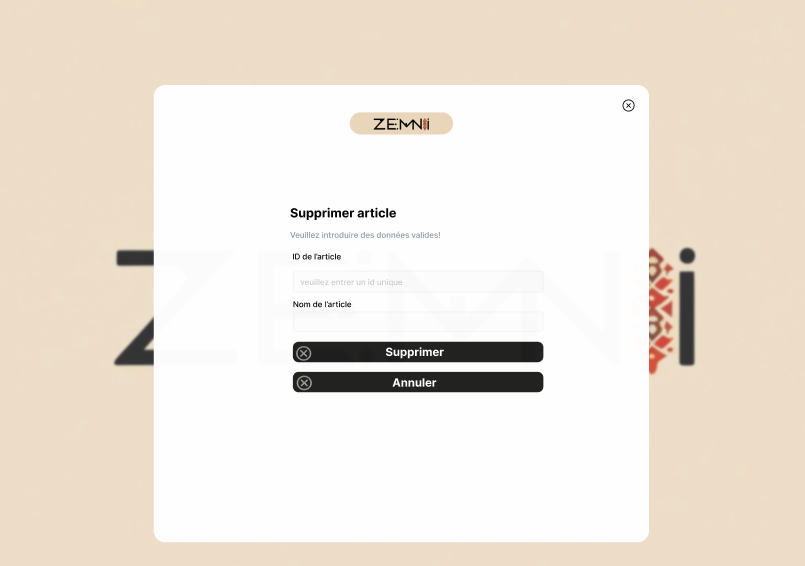 ZEMNii
Supprimer article
Veuillez introduire des données valides!
ID de l'article
veuillez entrer un id unique
Nom de l'article
Supprimer
Annuler